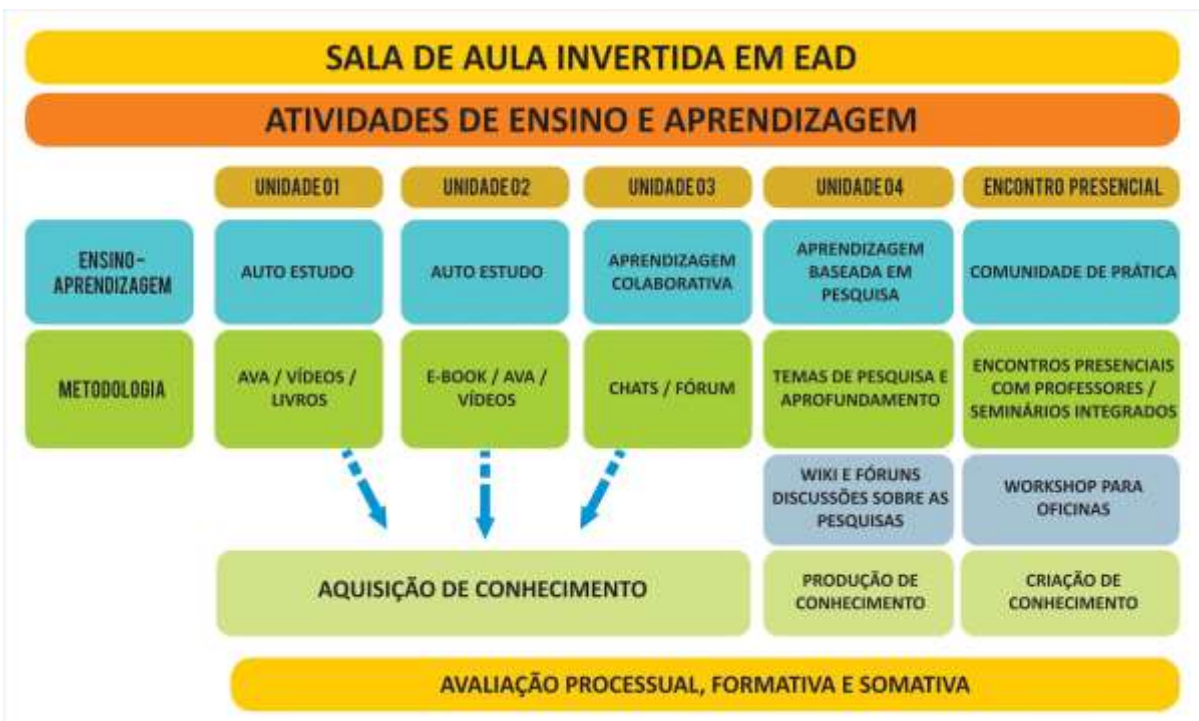 SALA DE AULA INVERTIDA EM EAD
ATIVIDADES DE ENSINO E APRENDIZAGEM
UNIDADE 01
UNIDADE 02
UNIDADE 03
UNIDADE 04
ENCONTRO PRESENCIAL
ENSINO-
APRENDIZAGEM
AUTO ESTUDO
AUTO ESTUDO
APRENDIZAGEM
COLABORATIVA
APRENDIZAGEM
BASEADA EM
PESQUISA
COMUNIDADE DE PRÁTICA
METODOLOGIA
AVA / VÍDEOS /
LIVROS
E-BOOK / AVA /
VÍDEOS
CHATS / FÓRUM
TEMAS DE PESQUISA E
APROFUNDAMENTO
ENCONTROS PRESENCIAIS
COM PROFESSORES /
SEMINÁRIOS INTEGRADOS
WIKI E FÓRUNS
DISCUSSÕES SOBRE AS
PESQUISAS
WORKSHOP PARA
OFICINAS
AQUISIÇÃO DE CONHECIMENTO
PRODUÇÃO DE
CONHECIMENTO
CRIAÇÃO DE
CONHECIMENTO
AVALIAÇÃO PROCESSUAL, FORMATIVA E SOMATIVA